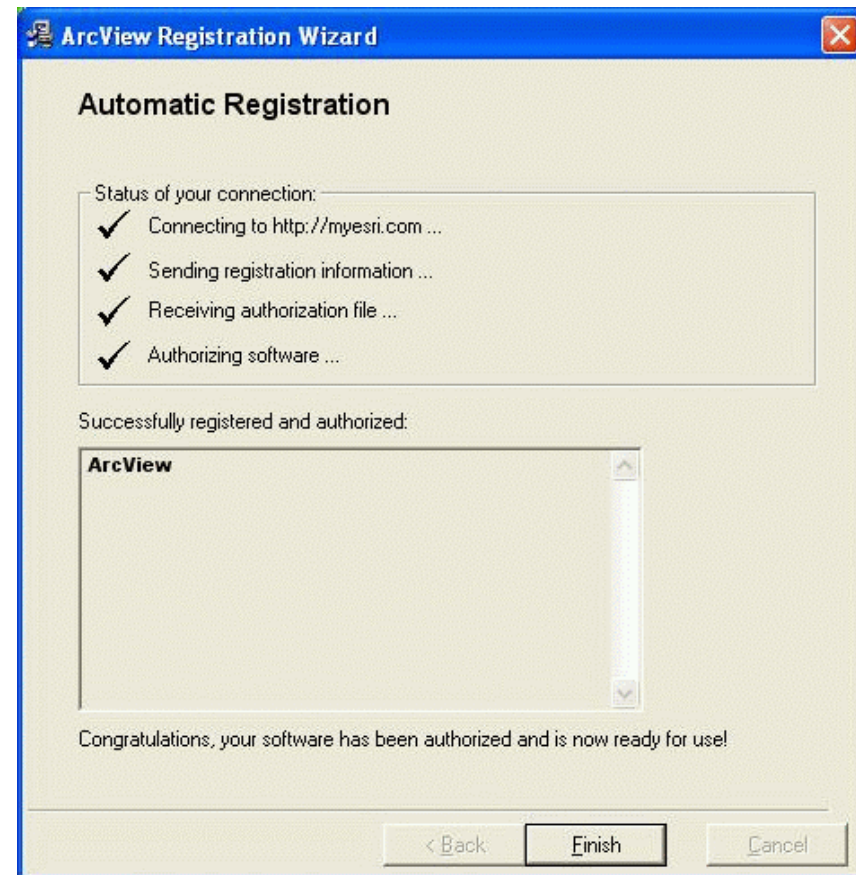 ArcView Registration Wizard
Automatic Registration
Status of your connection:
Connecting to http://myesri.com ...
Sending registration information ...
Receiving authorization file ...
Authorizing software ...
Successfully registered and authorized:
ArcView
Congratulations, your software has been authorized and is now ready for use!
< Back Finish Cancel